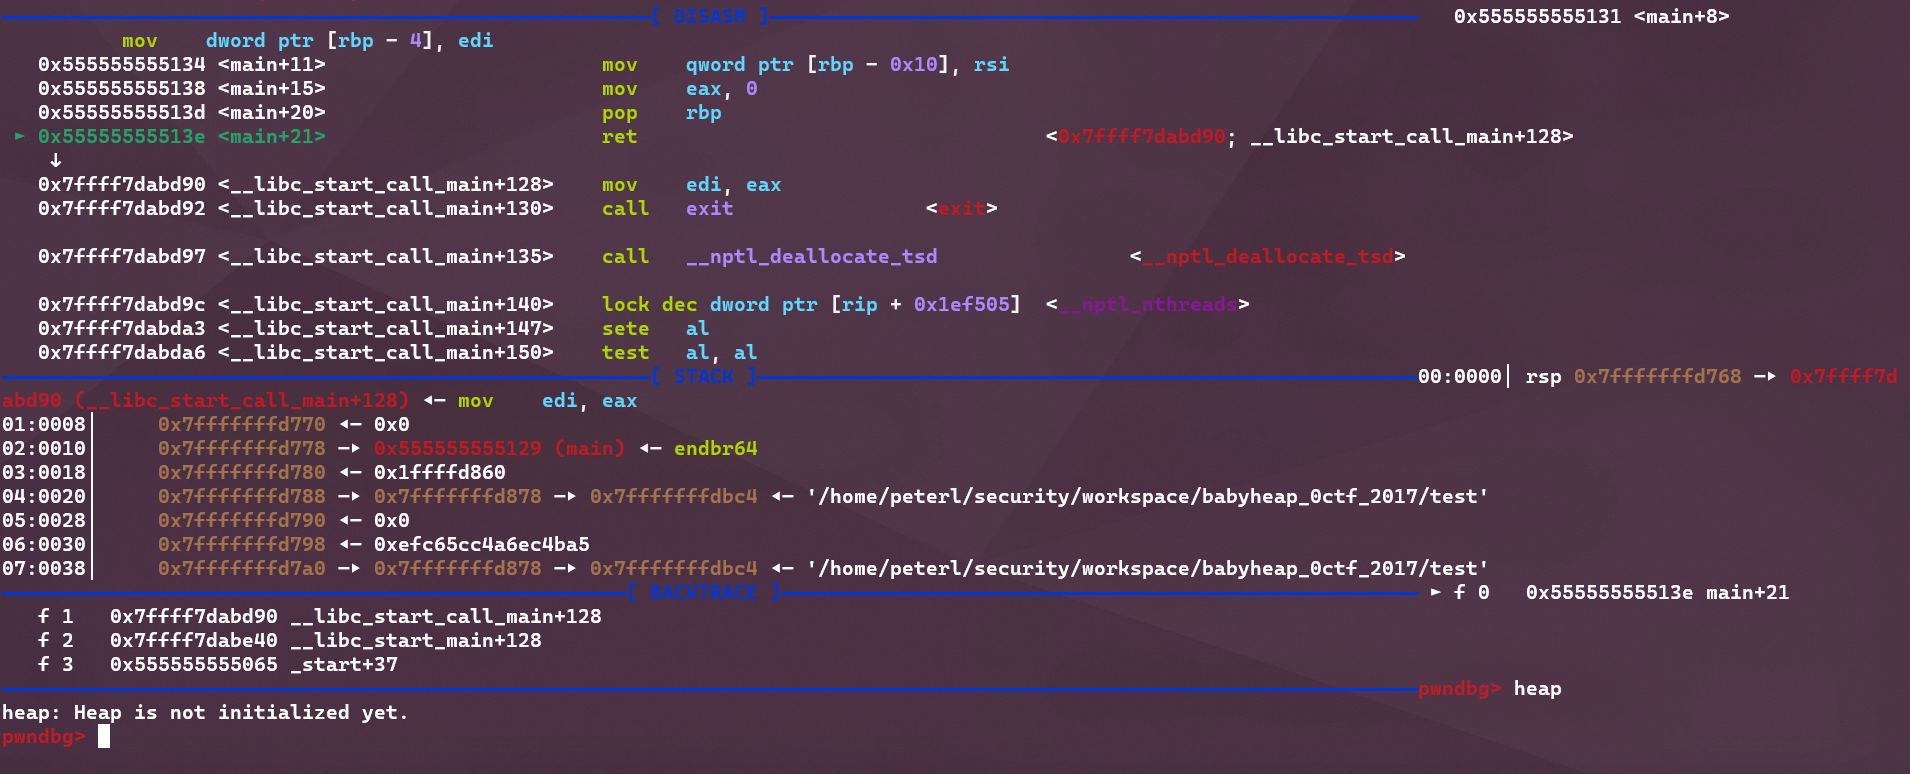 [ DISASM ] 0x555555555131 <main+8>
mov dword ptr [rbp - 4], edi
0x555555555134 <main+11> mov qword ptr [rbp - 0x10], rsi
0x555555555138 <main+15> mov eax, 0
0x55555555513d <main+20> pop rbp
► 0x55555555513e <main+21> ret <0x7ffff7dabd90; __libc_start_call_main+128>
↓
0x7ffff7dabd90 <__libc_start_call_main+128> mov edi, eax
0x7ffff7dabd92 <__libc_start_call_main+130> call exit <exit>
0x7ffff7dabd97 <__libc_start_call_main+135> call __nptl_deallocate_tsd <__nptl_deallocate_tsd>
0x7ffff7dabd9c <__libc_start_call_main+140> lock dec dword ptr [rip + 0x1ef505] <__nptl_nthreads>
0x7ffff7dabda3 <__libc_start_call_main+147> sete al
0x7ffff7dabda6 <__libc_start_call_main+150> test al, al
[ STACK ] 00:0000│ rsp 0x7fffffffd768 —▸ 0x7ffff7d
abd90 (__libc_start_call_main+128) ◂— mov edi, eax
01:0008│ 0x7fffffffd770 ◂— 0x0
02:0010│ 0x7fffffffd778 —▸ 0x555555555129 (main) ◂— endbr64
03:0018│ 0x7fffffffd780 ◂— 0x1ffffd860
04:0020│ 0x7fffffffd788 —▸ 0x7fffffffd878 —▸ 0x7fffffffdbc4 ◂— '/home/peterl/security/workspace/babyheap_0ctf_2017/test'
05:0028│ 0x7fffffffd790 ◂— 0x0
06:0030│ 0x7fffffffd798 ◂— 0xefc65cc4a6ec4ba5
07:0038│ 0x7fffffffd7a0 —▸ 0x7fffffffd878 —▸ 0x7fffffffdbc4 ◂— '/home/peterl/security/workspace/babyheap_0ctf_2017/test'
[ BACKTRACE ] ► f 0 0x55555555513e main+21
f 1 0x7ffff7dabd90 __libc_start_call_main+128
f 2 0x7ffff7dabe40 __libc_start_main+128
f 3 0x555555555065 _start+37
pwndbg> heap
heap: Heap is not initialized yet.
pwndbg>